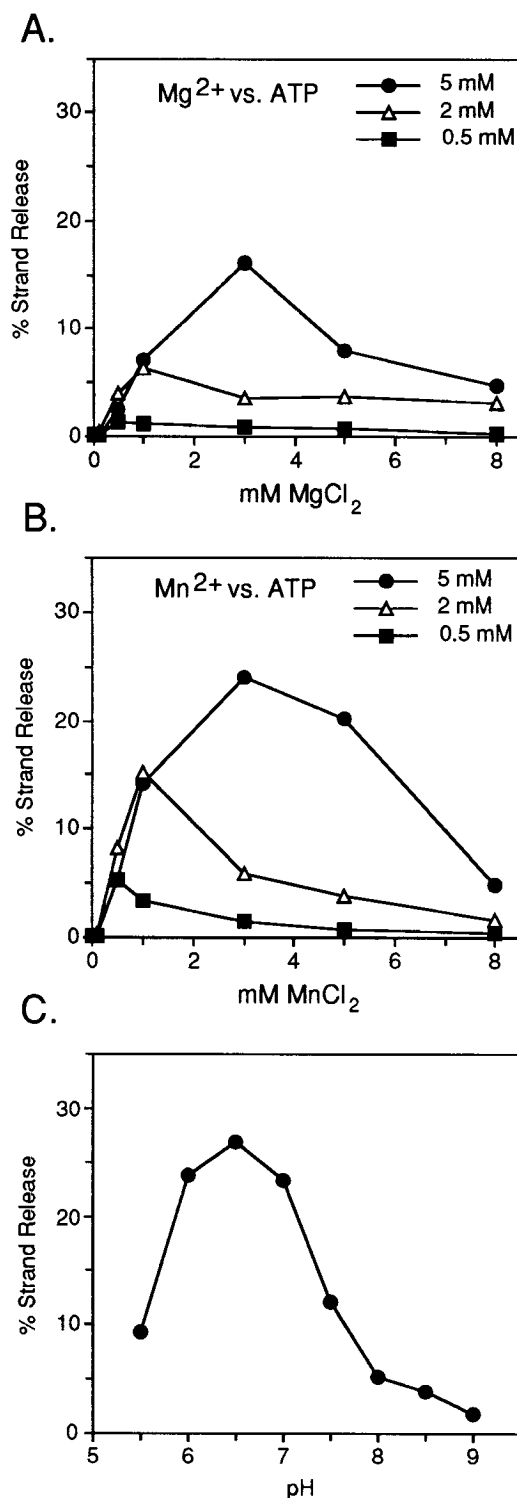 A.
Mg2+ vs. ATP
5 mM
2 mM
0.5 mM
% Strand Release
30
20
10
0
0 2 4 6 8
mM MgCl2
B.
Mn2+ vs. ATP
5 mM
2 mM
0.5 mM
% Strand Release
30
20
10
0
0 2 4 6 8
mM MnCl2
C.
% Strand Release
30
20
10
0
5 6 7 8 9
pH